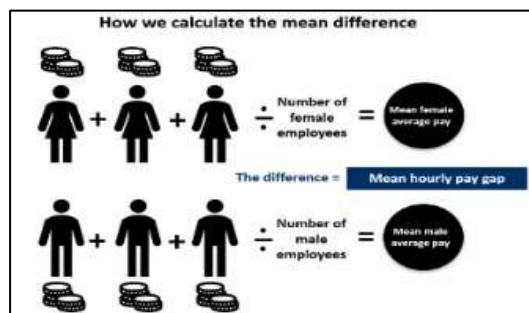 How we calculate the mean difference
+ + ÷ Number of female employees = Mean female average pay
The difference = Mean hourly pay gap
+ + ÷ Number of male employees = Mean male average pay